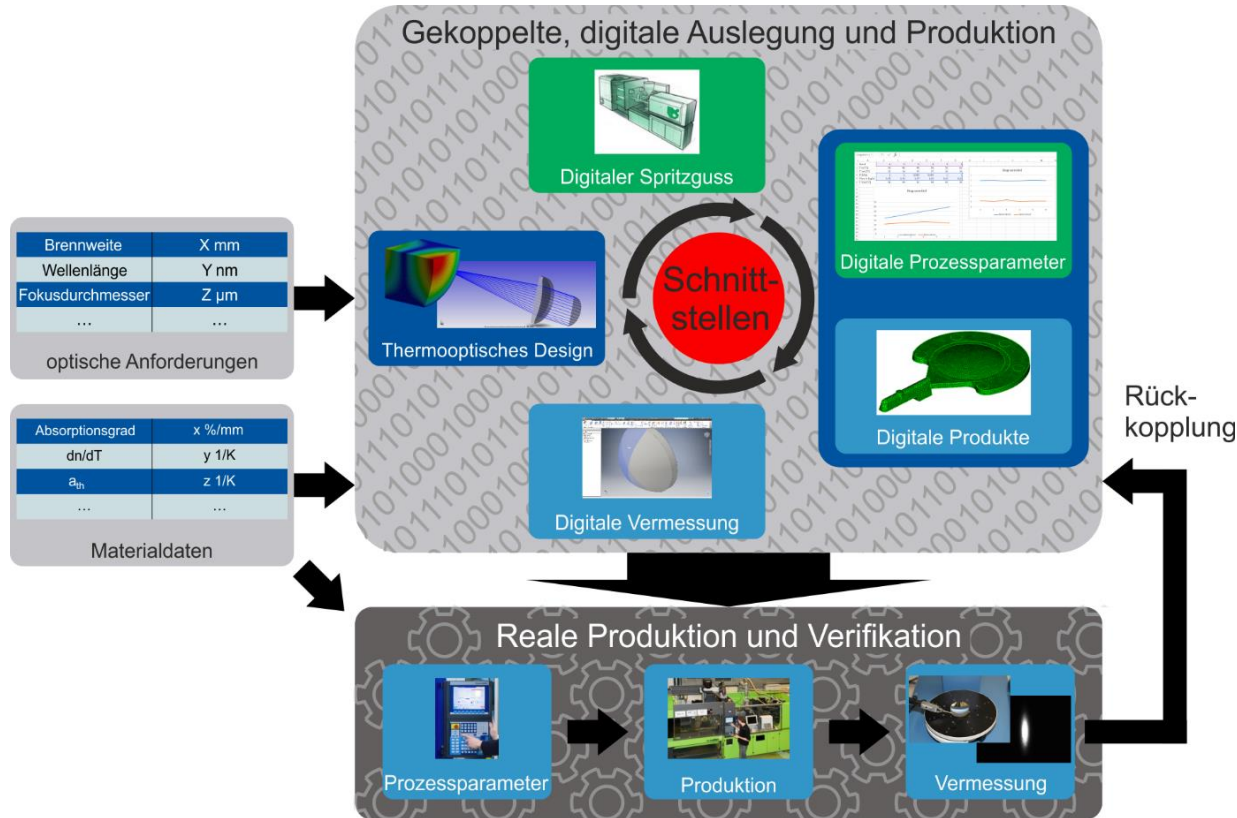 Gekoppelte, digitale Auslegung und Produktion
Digitaler Spritzguss
Digitale Prozessparameter
Schnitt-
stellen
Thermooptisches Design
Digitale Produkte
Digitale Vermessung
Brennweite X mm
Wellenlänge Y nm
Fokusdurchmesser Z µm
... ...
optische Anforderungen
Absorptionsgrad x %/mm
dn/dT y 1/K
a_th z 1/K
... ...
Materialdaten
Rück-
kopplung
Reale Produktion und Verifikation
Prozessparameter
Produktion
Vermessung